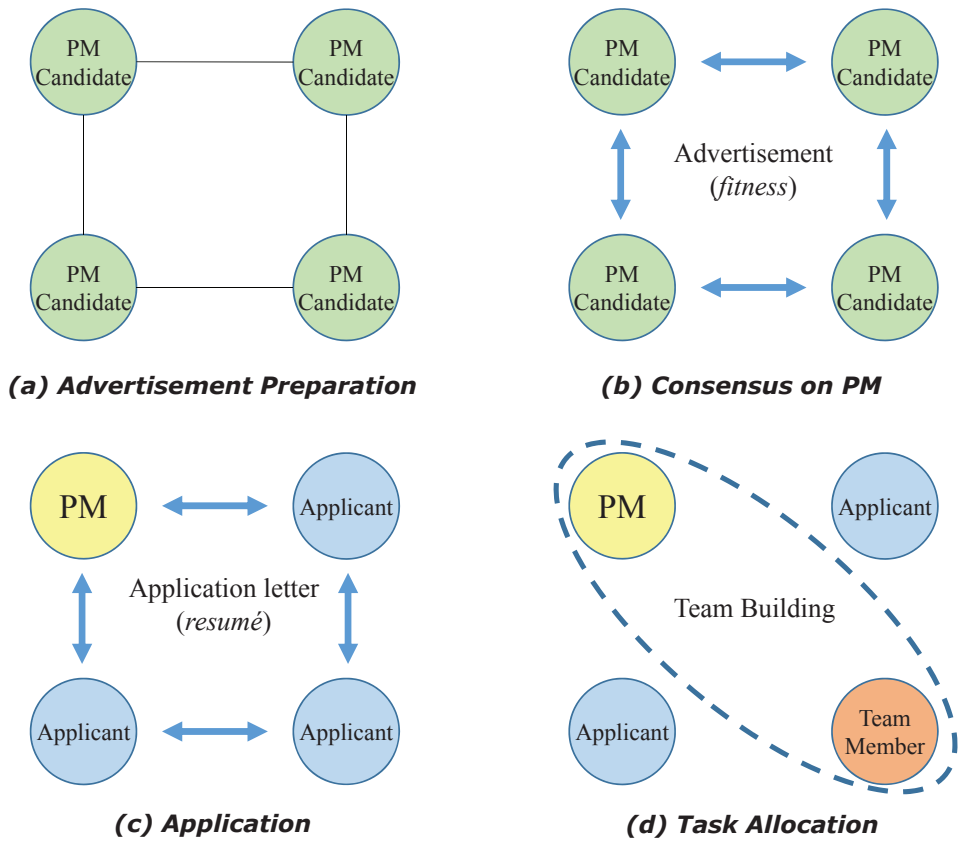 PM
Candidate
PM
Candidate
PM
Candidate
PM
Candidate
(a) Advertisement Preparation
PM
Candidate
PM
Candidate
Advertisement
(fitness)
PM
Candidate
PM
Candidate
(b) Consensus on PM
PM
Applicant
Application letter
(resumé)
Applicant
Applicant
(c) Application
PM
Applicant
Team Building
Applicant
Team
Member
(d) Task Allocation